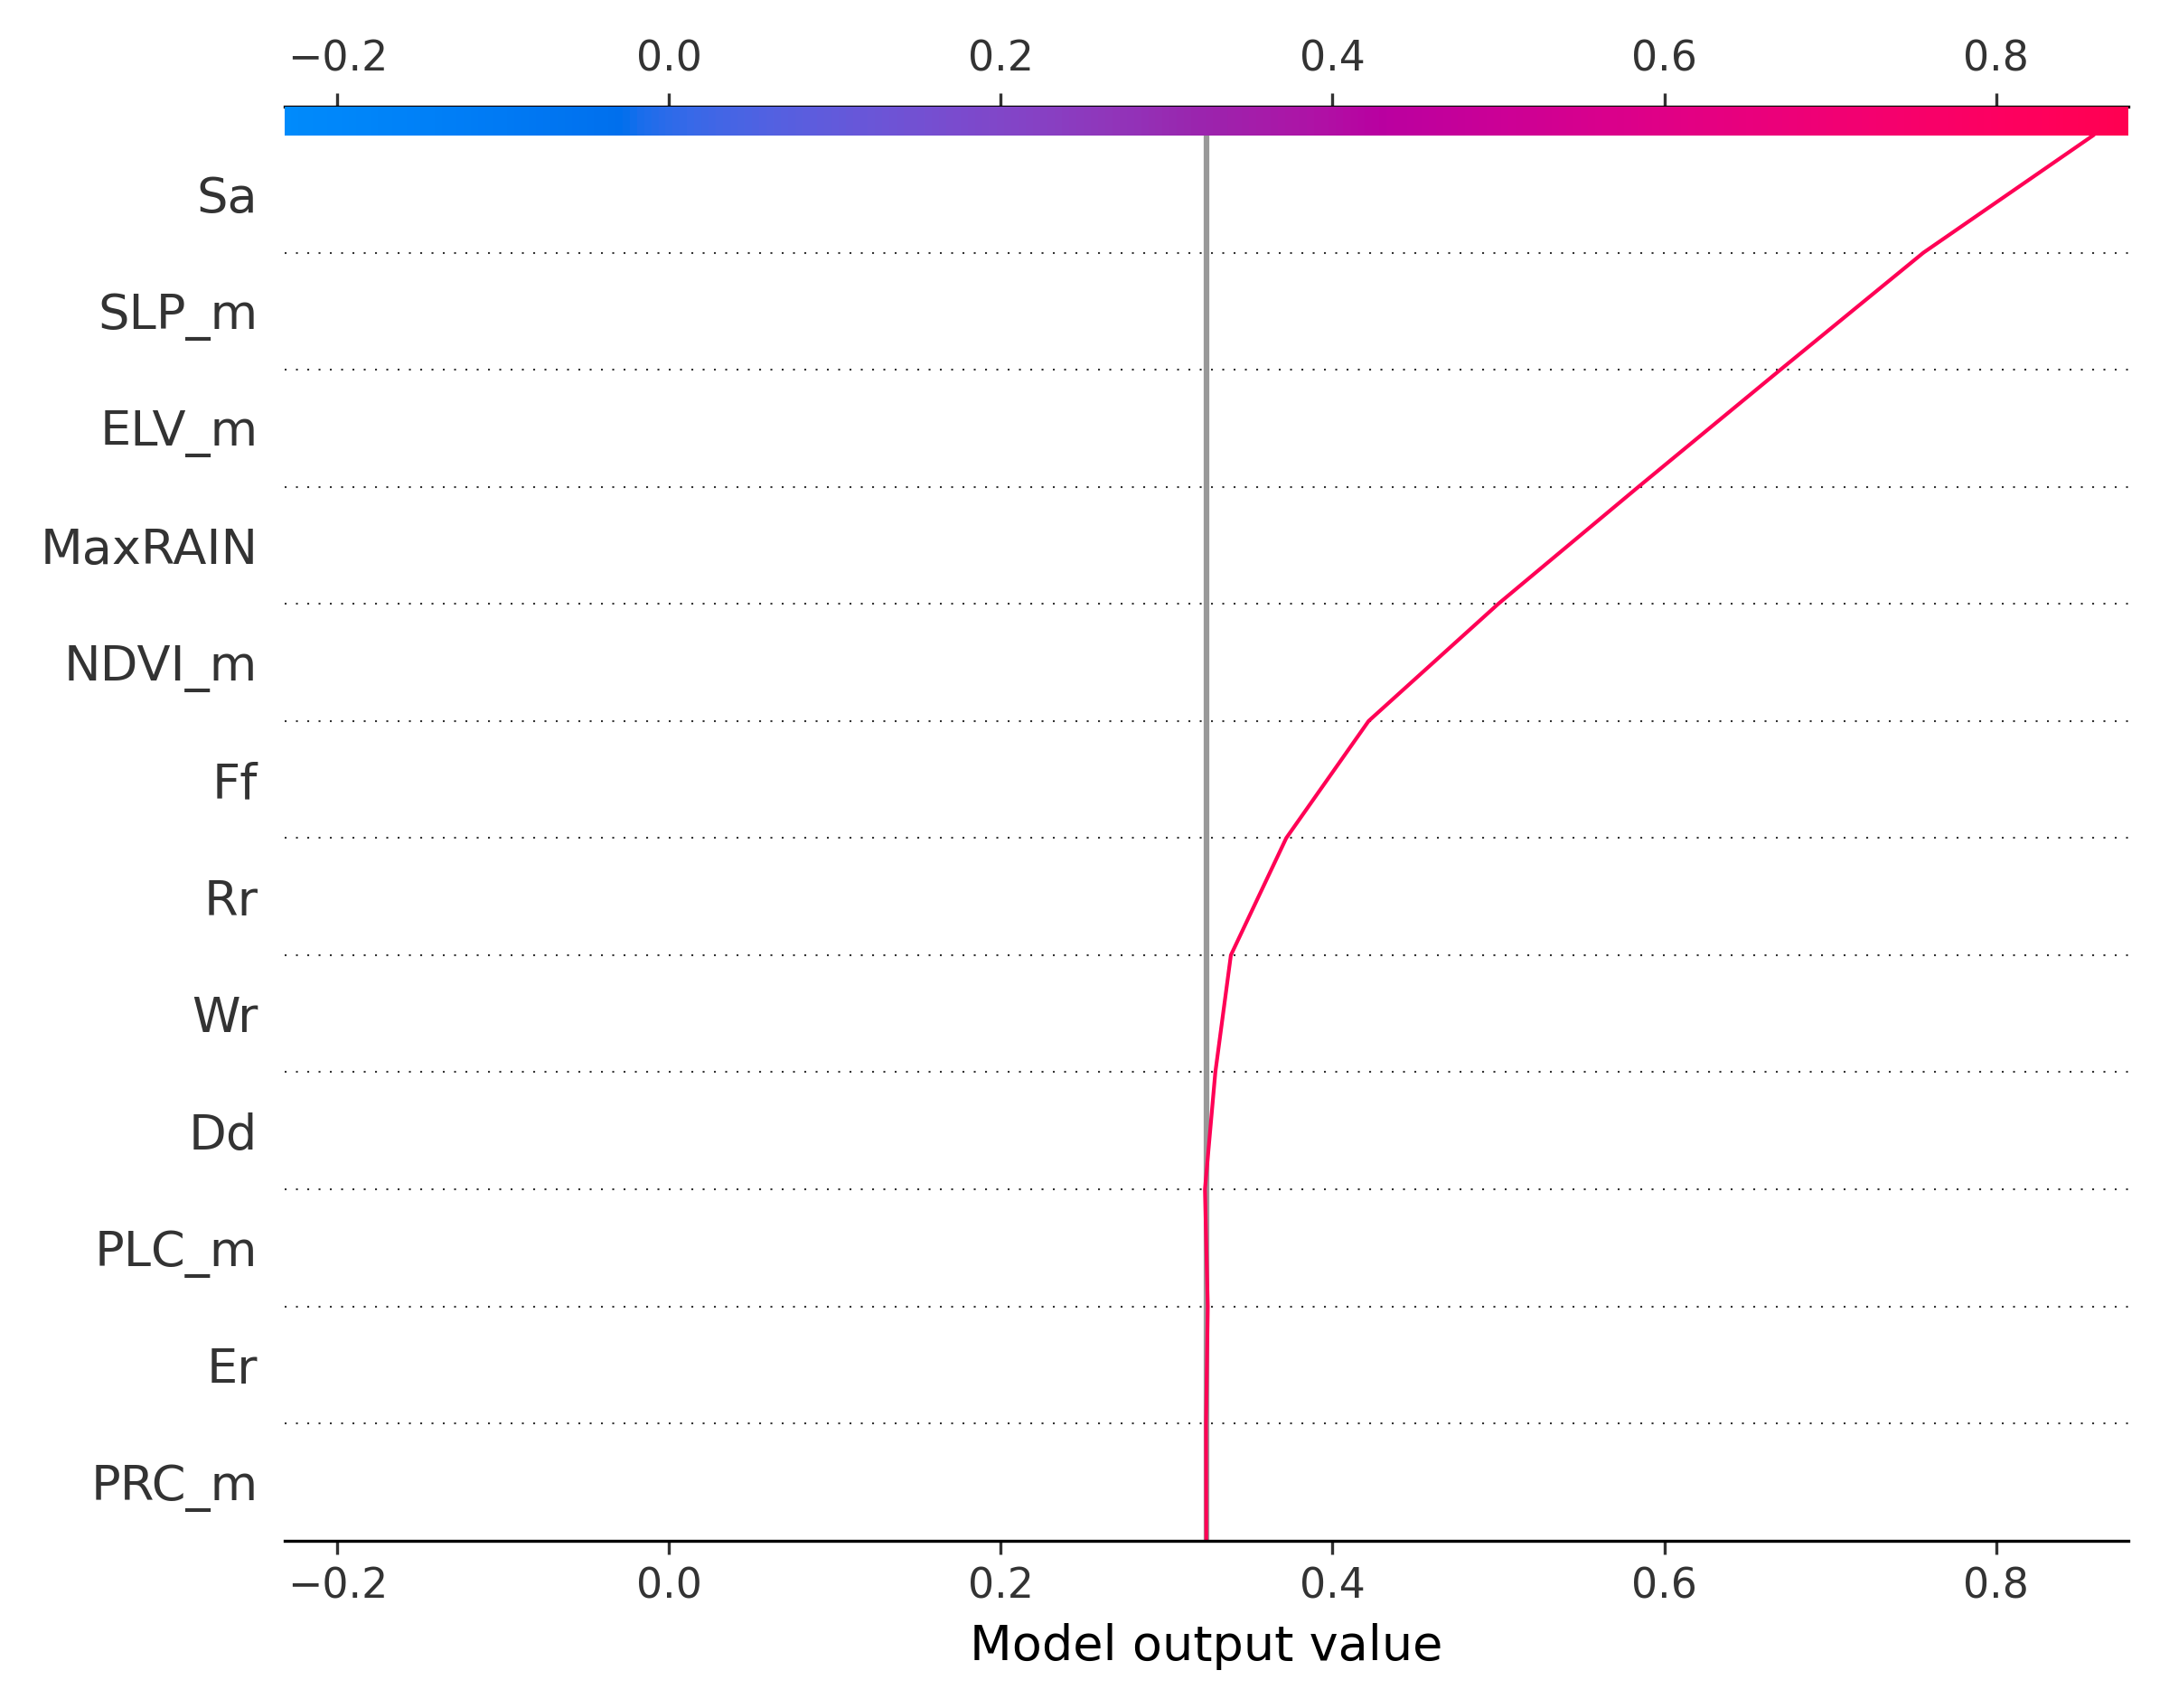 −0.2 0.0 0.2 0.4 0.6 0.8
Sa
SLP_m
ELV_m
MaxRAIN
NDVI_m
Ff
Rr
Wr
Dd
PLC_m
Er
PRC_m
−0.2 0.0 0.2 0.4 0.6 0.8
Model output value